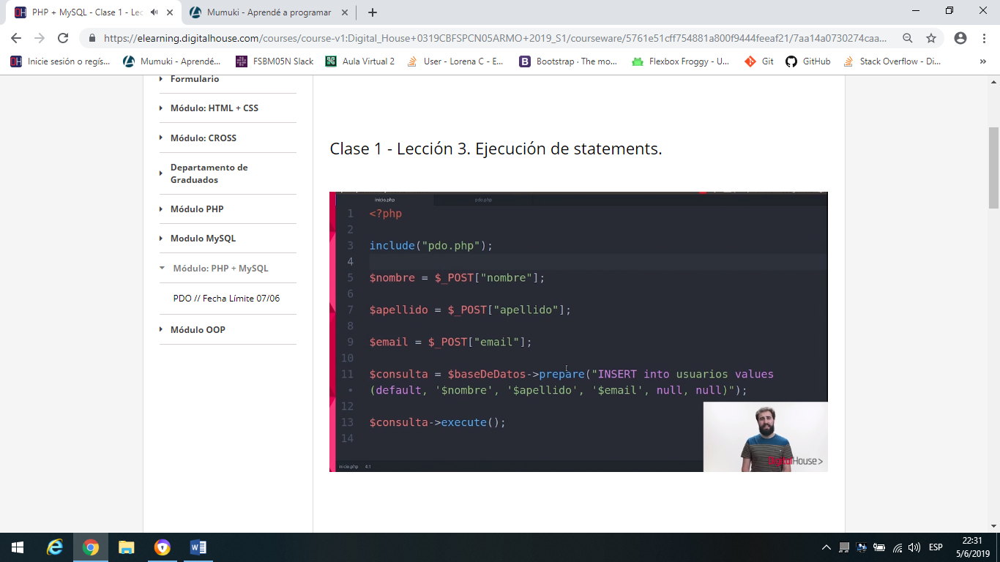 PHP + MySQL - Clase 1 - Lec
Mumuki - Aprendé a programar
https://elearning.digitalhouse.com/courses/course-v1:Digital_House+0319CBFSPCN05ARMO+2019_S1/courseware/5761e51cff754881a800f9444feeaf21/7aa14a0730274caa...
Inicie sesión o regís...
Mumuki - Aprendé...
FSBM05N Slack
Aula Virtual 2
User - Lorena C - E...
Bootstrap · The mo...
Flexbox Froggy - U...
Git
GitHub
Stack Overflow - Di...
»
Formulario
Módulo: HTML + CSS
Módulo: CROSS
Departamento de
Graduados
Módulo PHP
Modulo MySQL
Módulo: PHP + MySQL
PDO // Fecha Límite 07/06
Módulo OOP
Clase 1 - Lección 3. Ejecución de statements.
inicio.php
pdo.php
1 <?php
2
3 include("pdo.php");
4
5 $nombre = $_POST["nombre"];
6
7 $apellido = $_POST["apellido"];
8
9 $email = $_POST["email"];
10
11 $consulta = $baseDeDatos->prepare("INSERT into usuarios values
• (default, '$nombre', '$apellido', '$email', null, null)");
12
13 $consulta->execute();
14
inicio.php 4:1
DigitalHouse>
ESP
22:31
5/6/2019